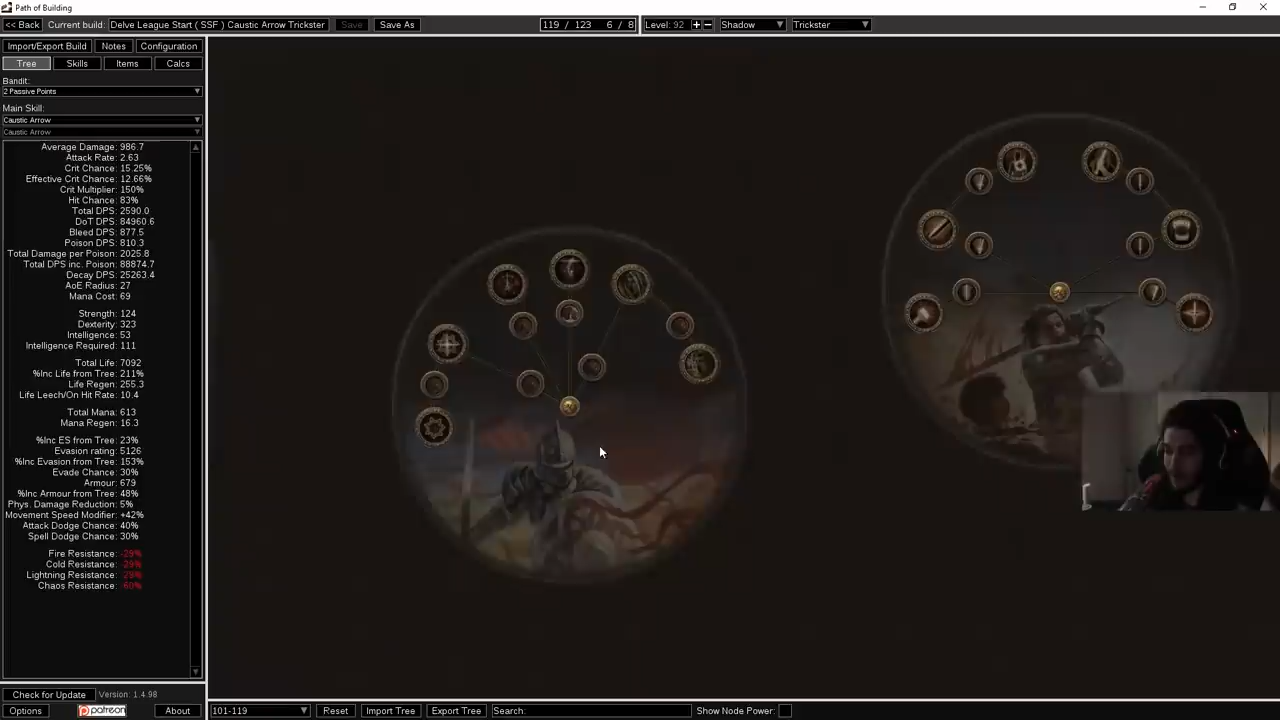 Path of Building
<< Back Current build: Delve League Start ( SSF ) Caustic Arrow Trickster Save Save As 119 / 123 6 / 8 Level: 92 + - Shadow Trickster
Import/Export Build Notes Configuration
Tree Skills Items Calcs
Bandit:
2 Passive Points
Main Skill:
Caustic Arrow
Caustic Arrow
Average Damage: 986.7
Attack Rate: 2.63
Crit Chance: 15.25%
Effective Crit Chance: 12.66%
Crit Multiplier: 150%
Hit Chance: 83%
Total DPS: 2590.0
DoT DPS: 84960.6
Bleed DPS: 877.5
Poison DPS: 810.3
Total Damage per Poison: 2025.8
Total DPS inc. Poison: 88874.7
Decay DPS: 25263.4
AoE Radius: 27
Mana Cost: 69
Strength: 124
Dexterity: 323
Intelligence: 53
Intelligence Required: 111
Total Life: 7092
%Inc Life from Tree: 211%
Life Regen: 255.3
Life Leech/On Hit Rate: 10.4
Total Mana: 613
Mana Regen: 16.3
%Inc ES from Tree: 23%
Evasion rating: 5126
%Inc Evasion from Tree: 153%
Evade Chance: 30%
Armour: 679
%Inc Armour from Tree: 48%
Phys. Damage Reduction: 5%
Movement Speed Modifier: +42%
Attack Dodge Chance: 40%
Spell Dodge Chance: 30%
Fire Resistance: -29%
Cold Resistance: -29%
Lightning Resistance: -29%
Chaos Resistance: -60%
Check for Update Version: 1.4.98
Options patreon About
101-119 Reset Import Tree Export Tree Search: Show Node Power: